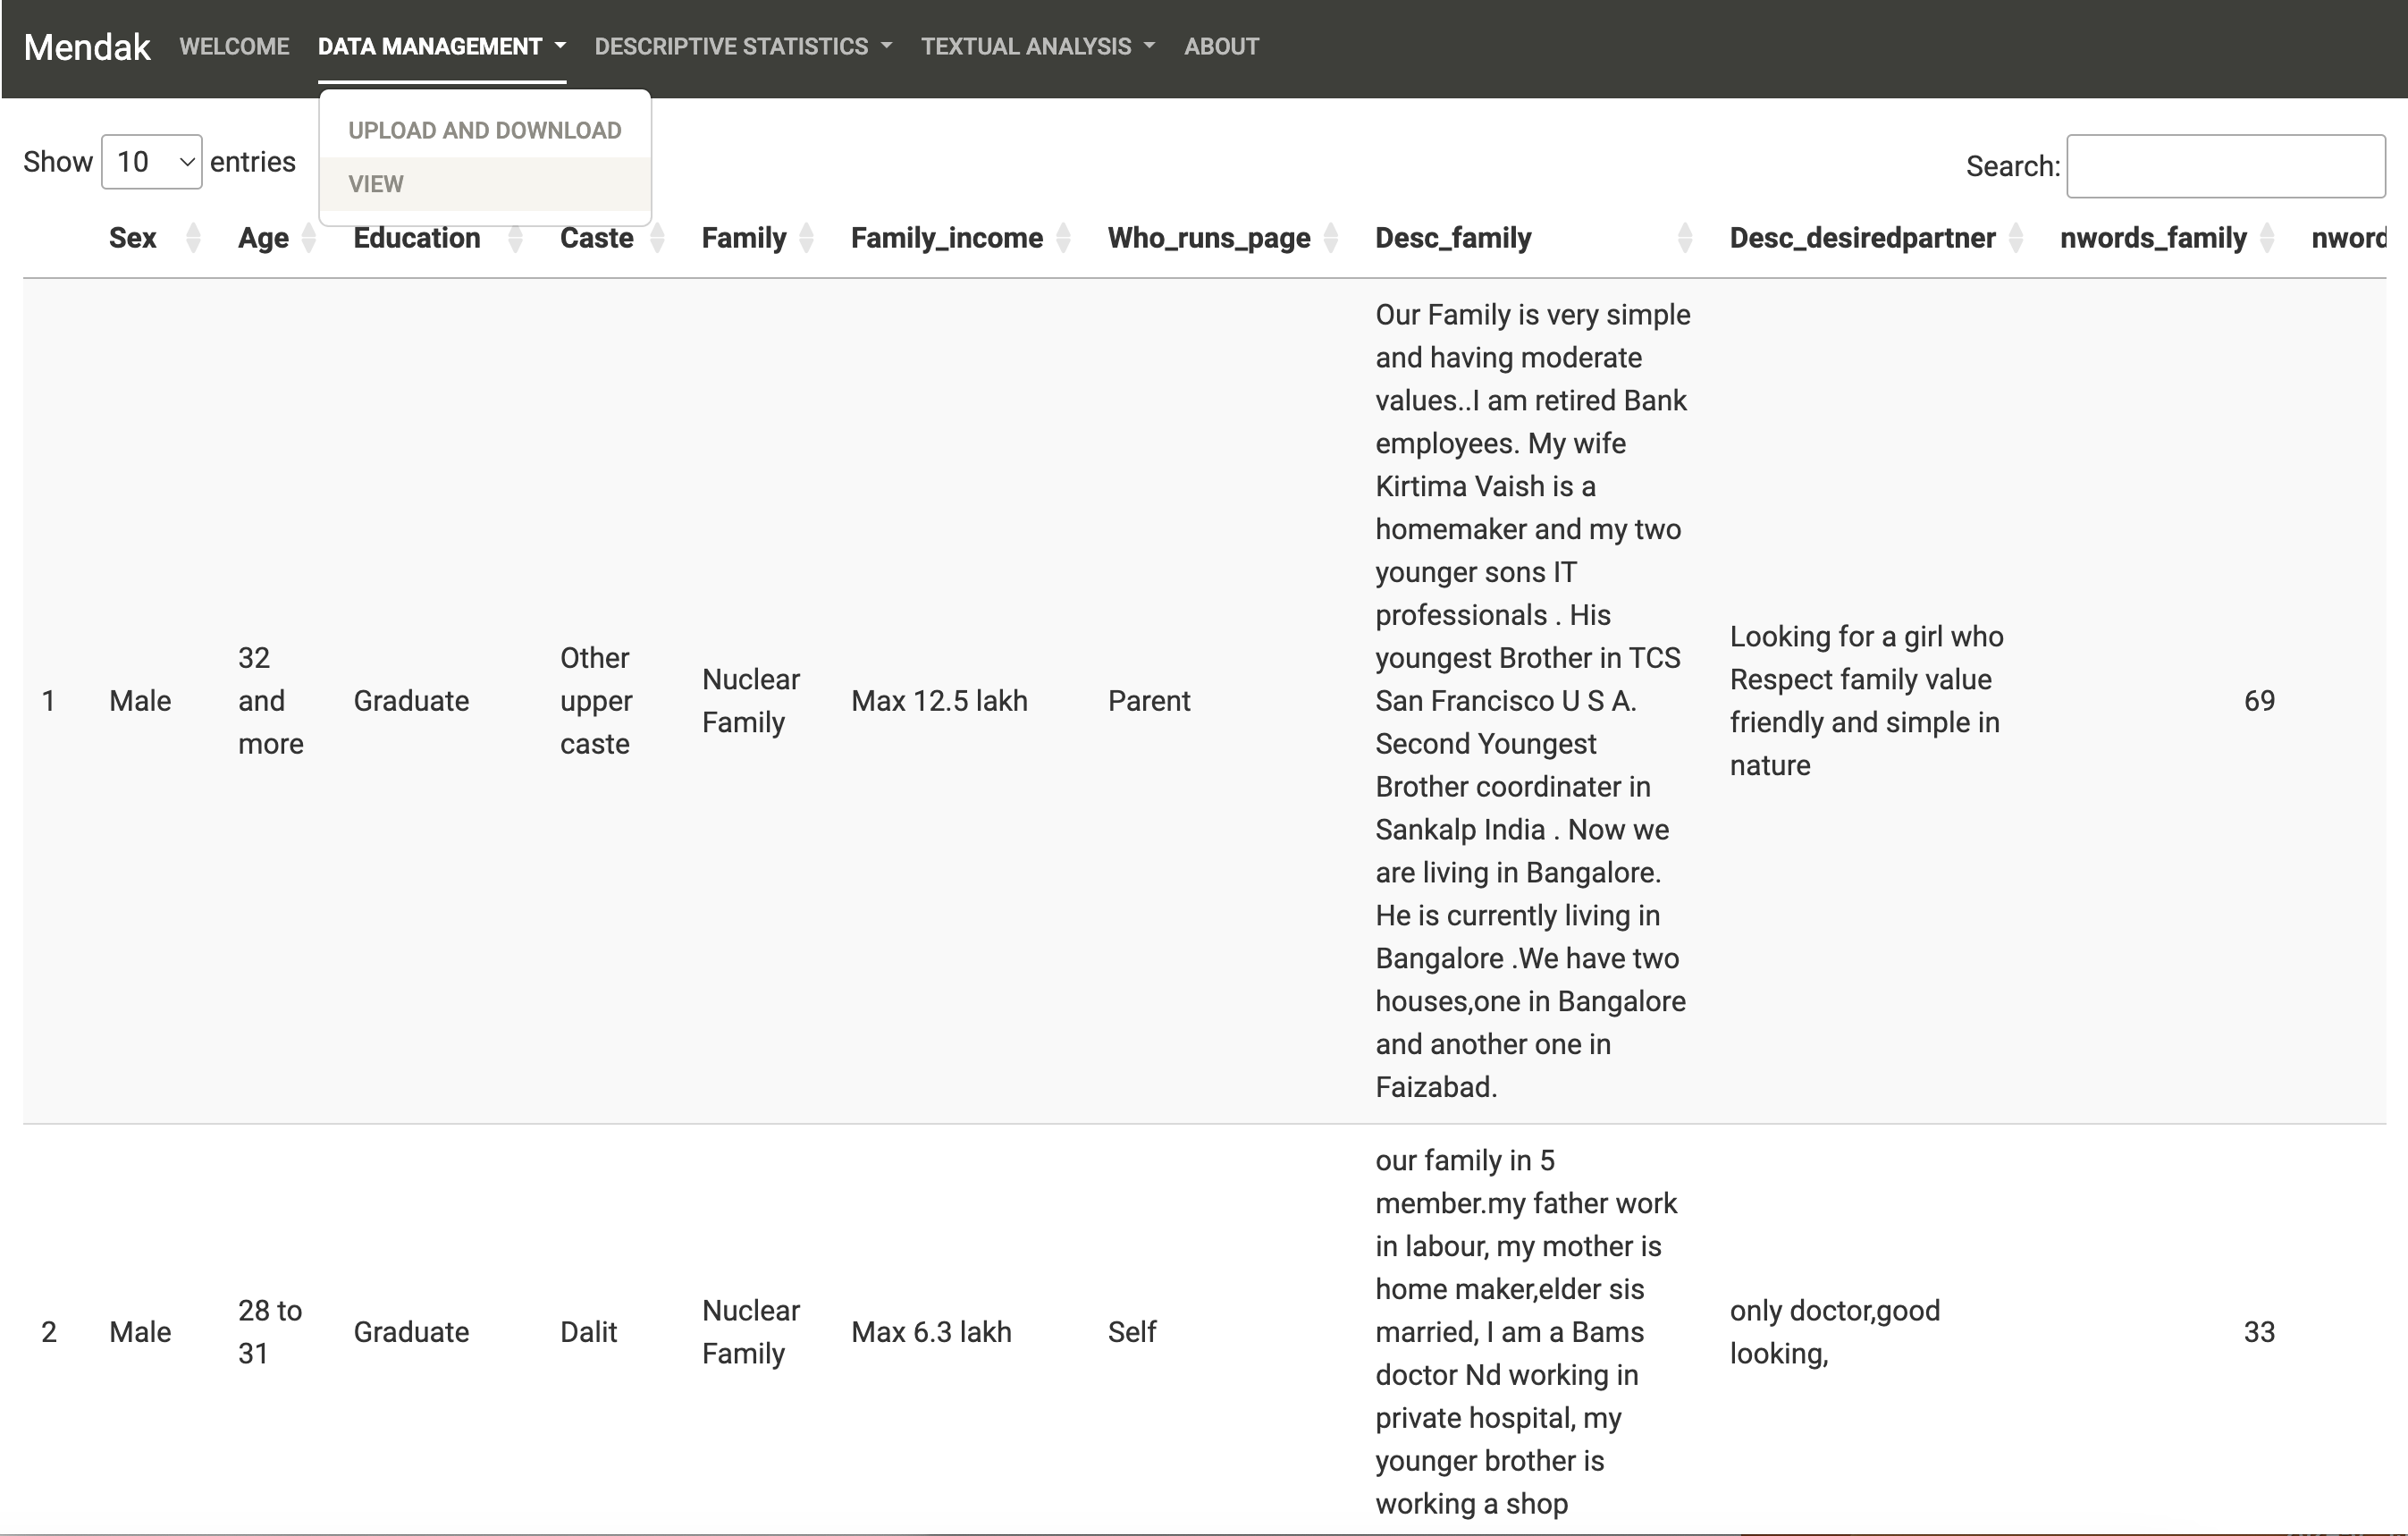 Mendak WELCOME DATA MANAGEMENT DESCRIPTIVE STATISTICS TEXTUAL ANALYSIS ABOUT
UPLOAD AND DOWNLOAD
VIEW
Show 10 entries
Search:
Sex Age Education Caste Family Family_income Who_runs_page Desc_family Desc_desiredpartner nwords_family nword
1
Male
32
and
more
Graduate
Other
upper
caste
Nuclear
Family
Max 12.5 lakh
Parent
Our Family is very simple
and having moderate
values..I am retired Bank
employees. My wife
Kirtima Vaish is a
homemaker and my two
younger sons IT
professionals . His
youngest Brother in TCS
San Francisco U S A.
Second Youngest
Brother coordinater in
Sankalp India . Now we
are living in Bangalore.
He is currently living in
Bangalore .We have two
houses,one in Bangalore
and another one in
Faizabad.
Looking for a girl who
Respect family value
friendly and simple in
nature
69
2
Male
28 to
31
Graduate
Dalit
Nuclear
Family
Max 6.3 lakh
Self
our family in 5
member.my father work
in labour, my mother is
home maker,elder sis
married, I am a Bams
doctor Nd working in
private hospital, my
younger brother is
working a shop
only doctor,good
looking,
33